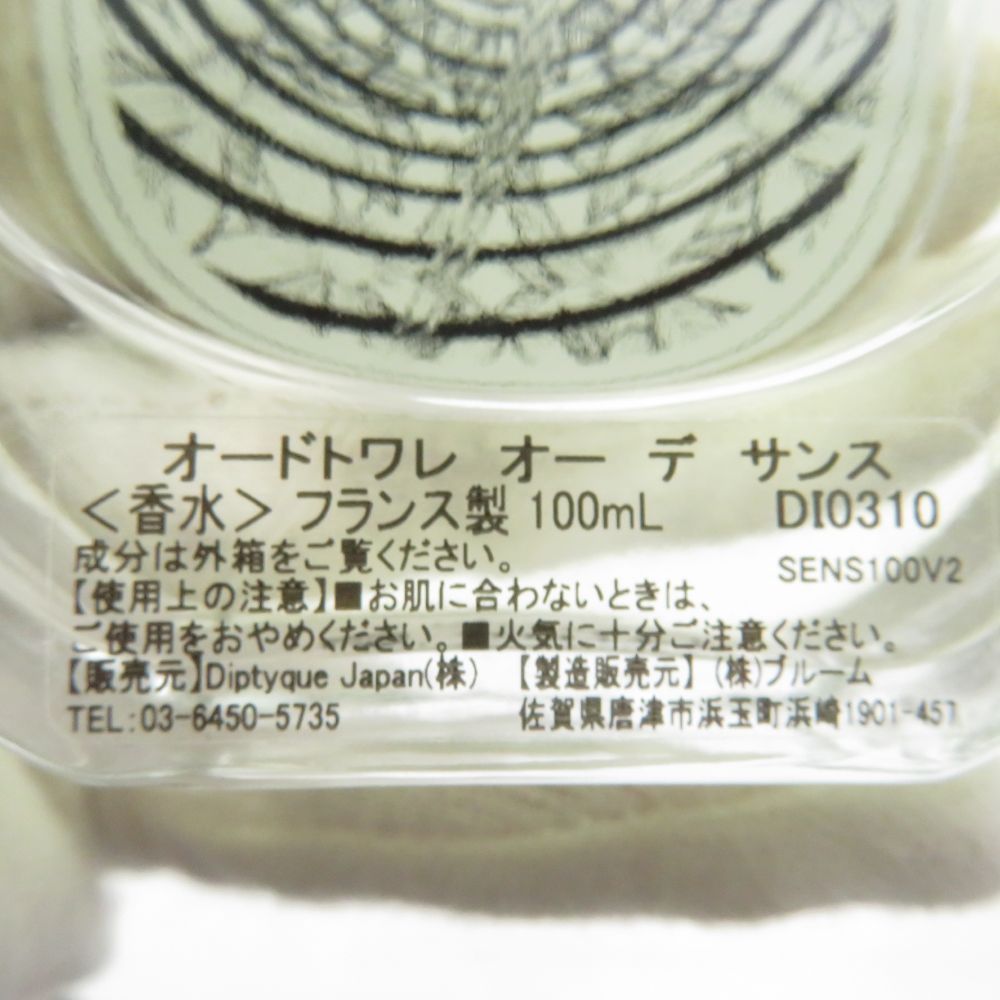 オードトワレ オー デ サンス
<香水> フランス製 100mL DI0310
成分は外箱をご覧ください。 SENS100V2
【使用上の注意】■お肌に合わないときは、
ご使用をおやめください。■火気に十分ご注意ください。
【販売元】Diptyque Japan(株) 【製造販売元】(株)ブルーム
TEL:03-6450-5735 佐賀県唐津市浜玉町浜崎1901-457